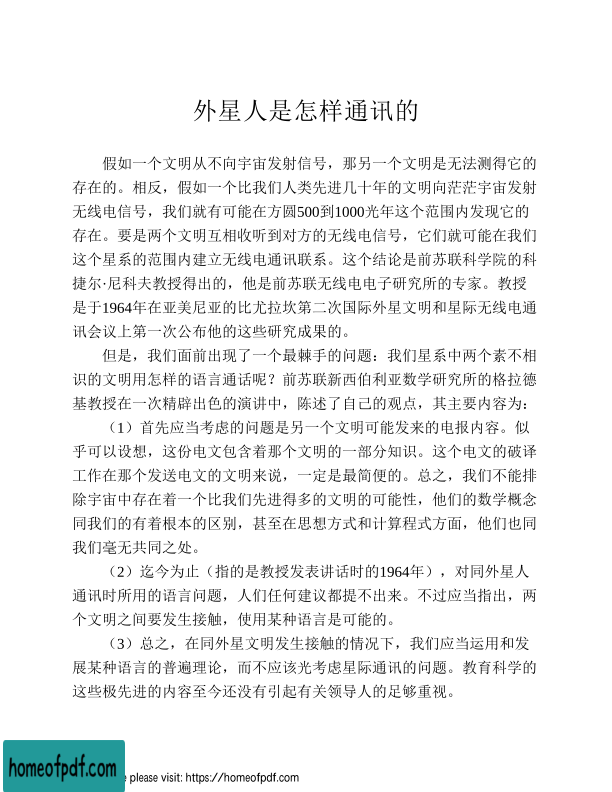 外星人是怎样通讯的
假如一个文明从不向宇宙发射信号，那另一个文明是无法测得它的
存在的。相反，假如一个比我们人类先进几十年的文明向茫茫宇宙发射
无线电信号，我们就有可能在方圆500到1000光年这个范围内发现它的
存在。要是两个文明互相收听到对方的无线电信号，它们就可能在我们
这个星系的范围内建立无线电通讯联系。这个结论是前苏联科学院的科
捷尔·尼科夫教授得出的，他是前苏联无线电电子研究所的专家。教授
是于1964年在亚美尼亚的比尤拉坎第二次国际外星文明和星际无线电通
讯会议上第一次公布他的这些研究成果的。
但是，我们面前出现了一个最棘手的问题：我们星系中两个素不相
识的文明用怎样的语言通话呢？前苏联新西伯利亚数学研究所的格拉德
基教授在一次精辟出色的演讲中，陈述了自己的观点，其主要内容为：
（1）首先应当考虑的问题是另一个文明可能发来的电报内容。似
乎可以设想，这份电文包含着那个文明的一部分知识。这个电文的破译
工作在那个发送电文的文明来说，一定是最简便的。总之，我们不能排
除宇宙中存在着一个比我们先进得多的文明的可能性，他们的数学概念
同我们的有着根本的区别，甚至在思想方式和计算程式方面，他们也同
我们毫无共同之处。
（2）迄今为止（指的是教授发表讲话时的1964年），对同外星人
通讯时所用的语言问题，人们任何建议都提不出来。不过应当指出，两
个文明之间要发生接触，使用某种语言是可能的。
（3）总之，在同外星文明发生接触的情况下，我们应当运用和发
展某种语言的普遍理论，而不应该光考虑星际通讯的问题。教育科学的
这些极先进的内容至今还没有引起有关领导人的足够重视。
homeofpdf.com
e please visit: https://homeofpdf.com